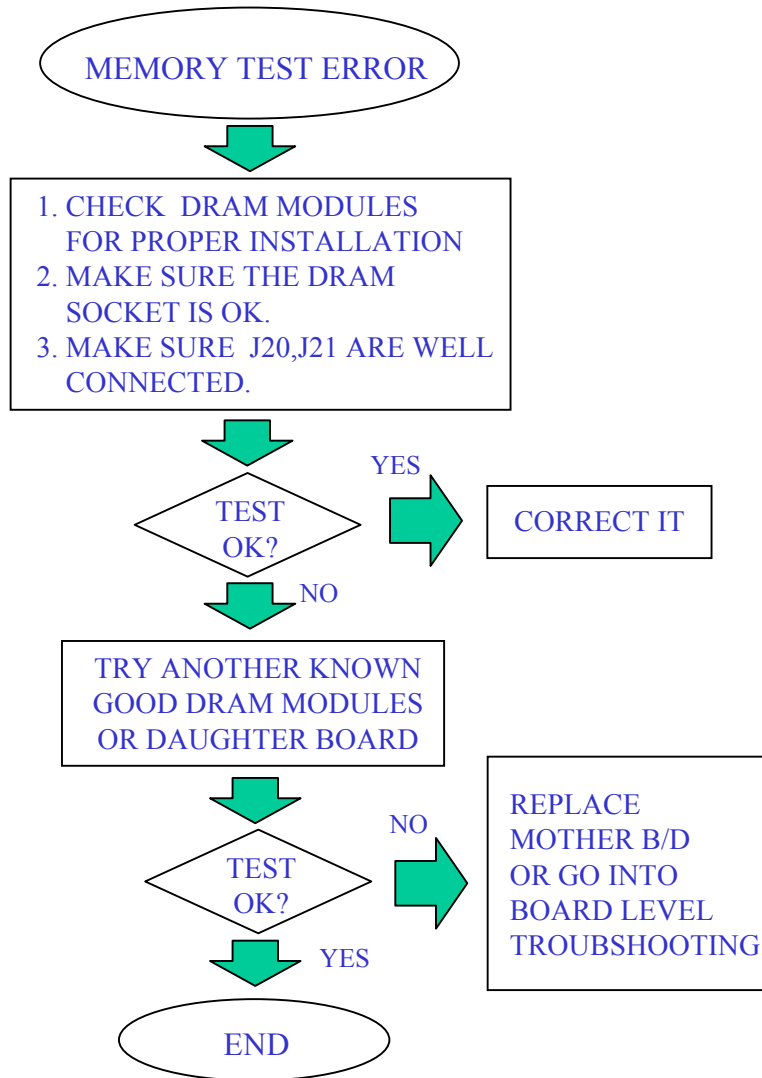 MEMORY TEST ERROR
1. CHECK DRAM MODULES
FOR PROPER INSTALLATION
2. MAKE SURE THE DRAM
SOCKET IS OK.
3. MAKE SURE J20,J21 ARE WELL
CONNECTED.
TEST
OK?
YES
CORRECT IT
NO
TRY ANOTHER KNOWN
GOOD DRAM MODULES
OR DAUGHTER BOARD
TEST
OK?
NO
REPLACE
MOTHER B/D
OR GO INTO
BOARD LEVEL
TROUBSHOOTING
YES
END